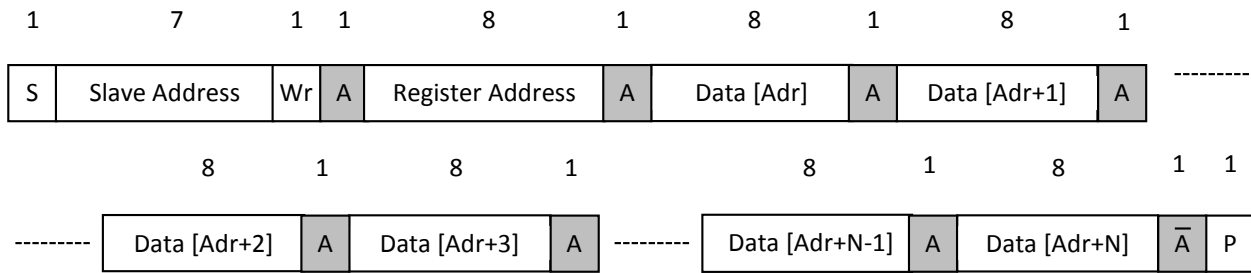 1 7 1 1 8 1 8 1 8 1
S Slave Address Wr A Register Address A Data [Adr] A Data [Adr+1] A
8 1 8 1 8 1 8 1 1
Data [Adr+2] A Data [Adr+3] A Data [Adr+N-1] A Data [Adr+N] A̅ P